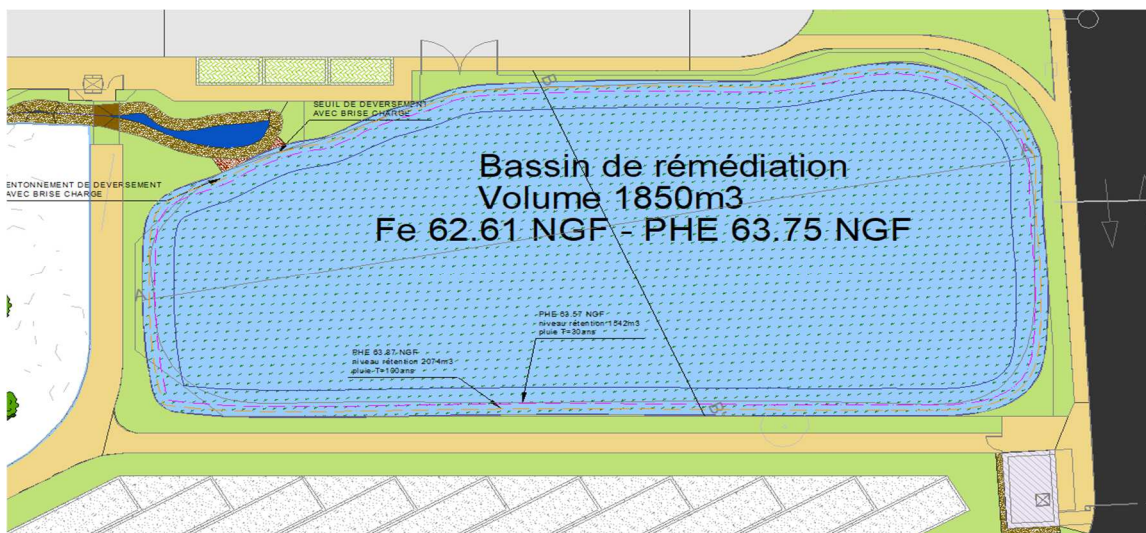 SEUIL DE DEVERSEMENT
AVEC BRISE CHARGE
ENTONNEMENT DE DEVERSEMENT
AVEC BRISE CHARGE
Bassin de rémédiation
Volume 1850m3
Fe 62.61 NGF - PHE 63.75 NGF
PHE 63.57 NGF
niveau rétention 1542m3
pluie T=30ans
PHE 63.87 NGF
niveau rétention 2074m3
pluie T=100ans
B
A
A
B'